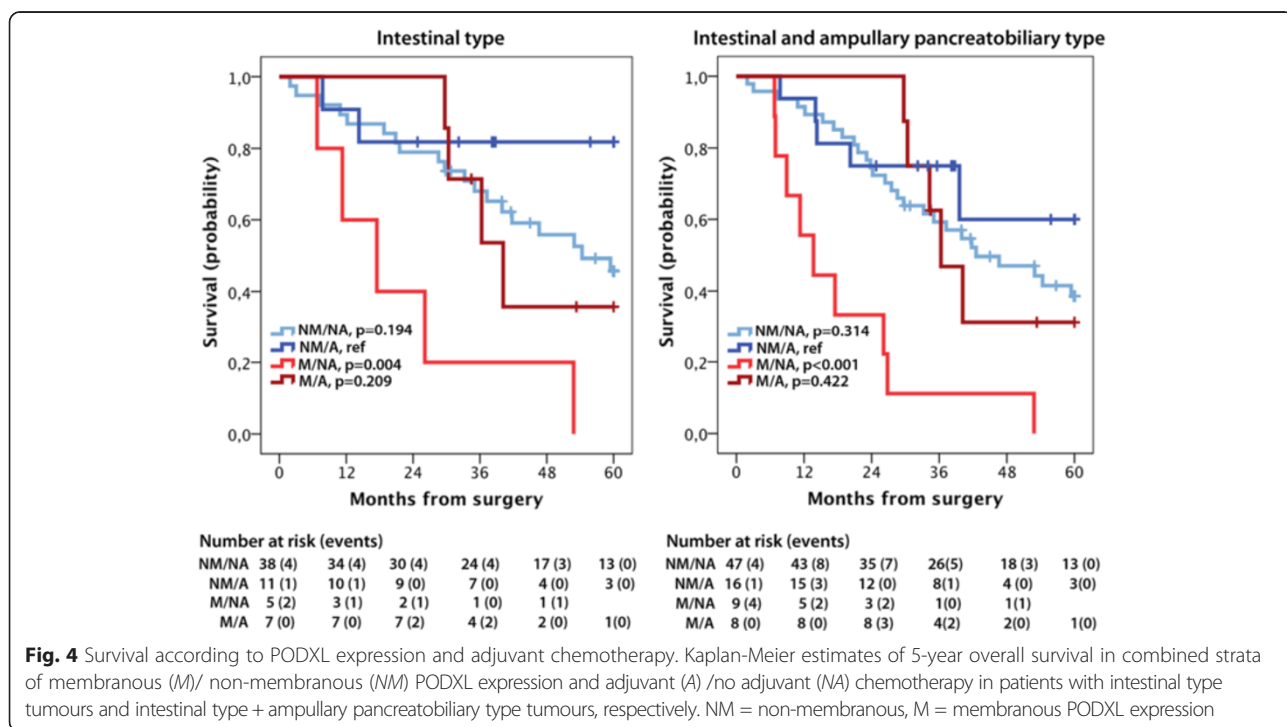 Intestinal type
1,0
0,8
0,6
0,4
0,2
0,0
Survival (probability)
NM/NA, p=0.194
NM/A, ref
M/NA, p=0.004
M/A, p=0.209
0 12 24 36 48 60
Months from surgery
Number at risk (events)
NM/NA 38 (4) 34 (4) 30 (4) 24 (4) 17 (3) 13 (0)
NM/A 11 (1) 10 (1) 9 (0) 7 (0) 4 (0) 3 (0)
M/NA 5 (2) 3 (1) 2 (1) 1 (0) 1 (1)
M/A 7 (0) 7 (0) 7 (2) 4 (2) 2 (0) 1(0)
Intestinal and ampullary pancreatobiliary type
1,0
0,8
0,6
0,4
0,2
0,0
Survival (probability)
NM/NA, p=0.314
NM/A, ref
M/NA, p<0.001
M/A, p=0.422
0 12 24 36 48 60
Months from surgery
Number at risk (events)
NM/NA 47 (4) 43 (8) 35 (7) 26(5) 18 (3) 13 (0)
NM/A 16 (1) 15 (3) 12 (0) 8(1) 4 (0) 3(0)
M/NA 9 (4) 5 (2) 3 (2) 1(0) 1(1)
M/A 8 (0) 8 (0) 8 (3) 4(2) 2(0) 1(0)
Fig. 4 Survival according to PODXL expression and adjuvant chemotherapy. Kaplan-Meier estimates of 5-year overall survival in combined strata
of membranous (M)/ non-membranous (NM) PODXL expression and adjuvant (A) /no adjuvant (NA) chemotherapy in patients with intestinal type
tumours and intestinal type + ampullary pancreatobiliary type tumours, respectively. NM = non-membranous, M = membranous PODXL expression